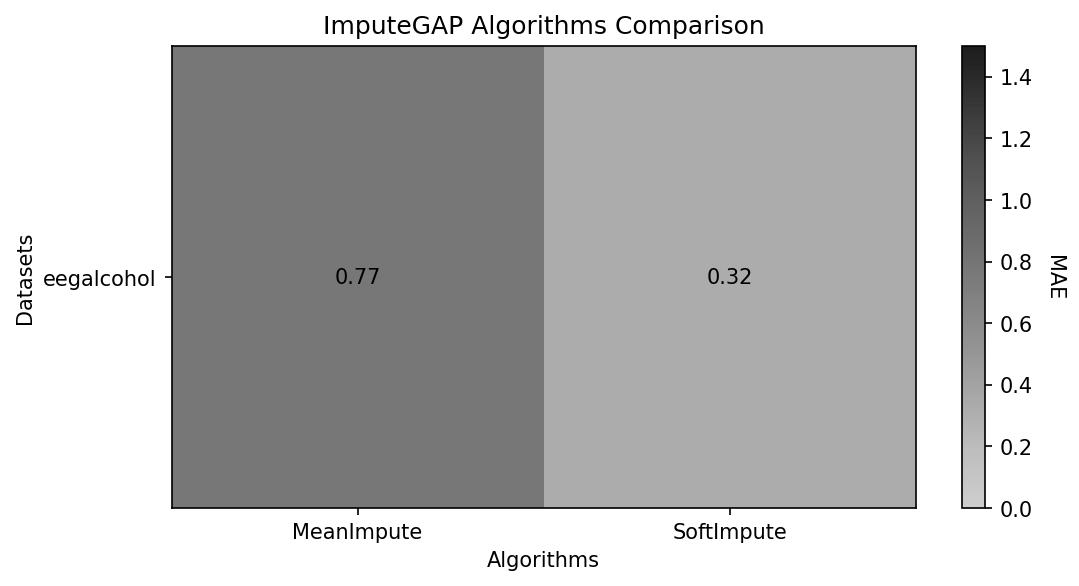 ImputeGAP Algorithms Comparison
Datasets
eegalcohol
0.77
0.32
MeanImpute
SoftImpute
Algorithms
1.4
1.2
1.0
0.8
0.6
0.4
0.2
0.0
MAE